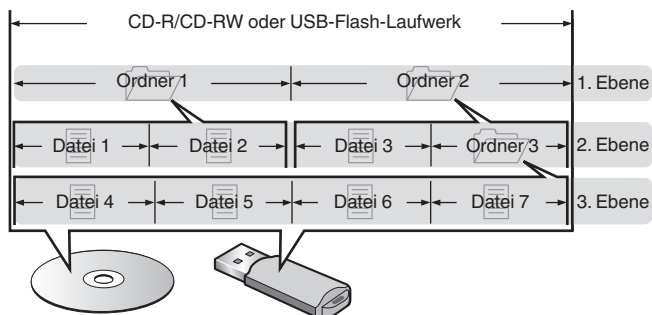 CD-R/CD-RW oder USB-Flash-Laufwerk
Ordner 1 Ordner 2 1. Ebene
Datei 1 Datei 2 Datei 3 Ordner 3 2. Ebene
Datei 4 Datei 5 Datei 6 Datei 7 3. Ebene